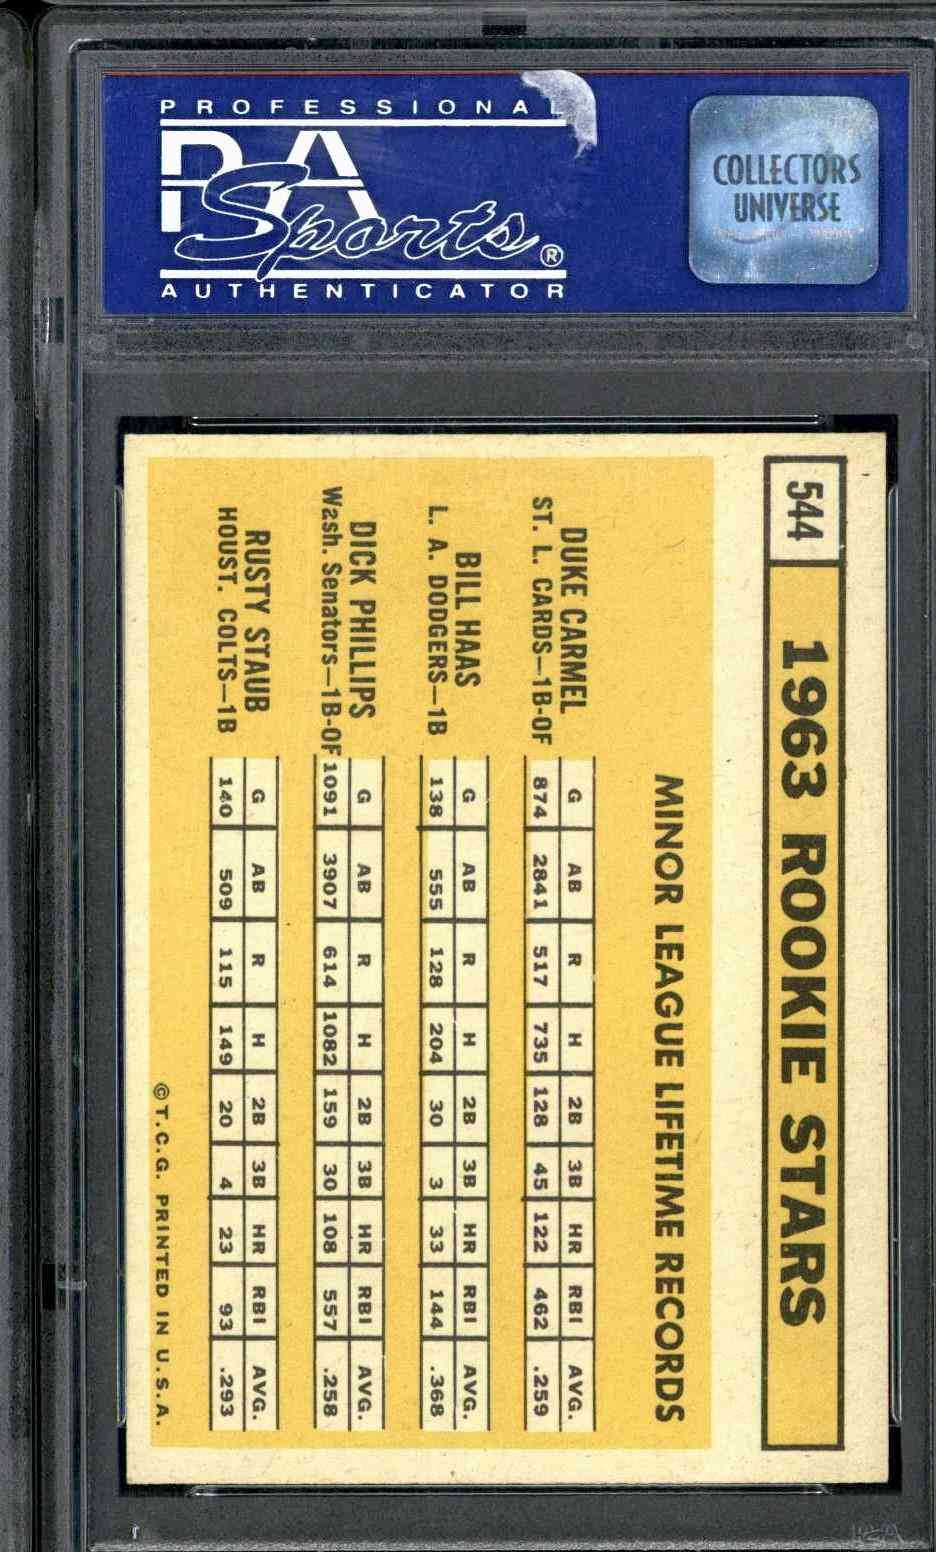 PROFESSIONAL
PSA
Sports®
AUTHENTICATOR
COLLECTORS
UNIVERSE
544 1963 ROOKIE STARS
MINOR LEAGUE LIFETIME RECORDS
DUKE CARMEL G AB R H 2B 3B HR RBI AVG.
ST. L. CARDS—1B-OF 874 2841 517 735 128 45 122 462 .259
BILL HAAS G AB R H 2B 3B HR RBI AVG.
L. A. DODGERS—1B 138 555 128 204 30 3 33 144 .368
DICK PHILLIPS G AB R H 2B 3B HR RBI AVG.
Wash. Senators—1B-OF 1091 3907 614 1082 159 30 108 557 .258
RUSTY STAUB G AB R H 2B 3B HR RBI AVG.
HOUST. COLTS—1B 140 509 115 149 20 4 23 93 .293
©T.C.G. PRINTED IN U.S.A.